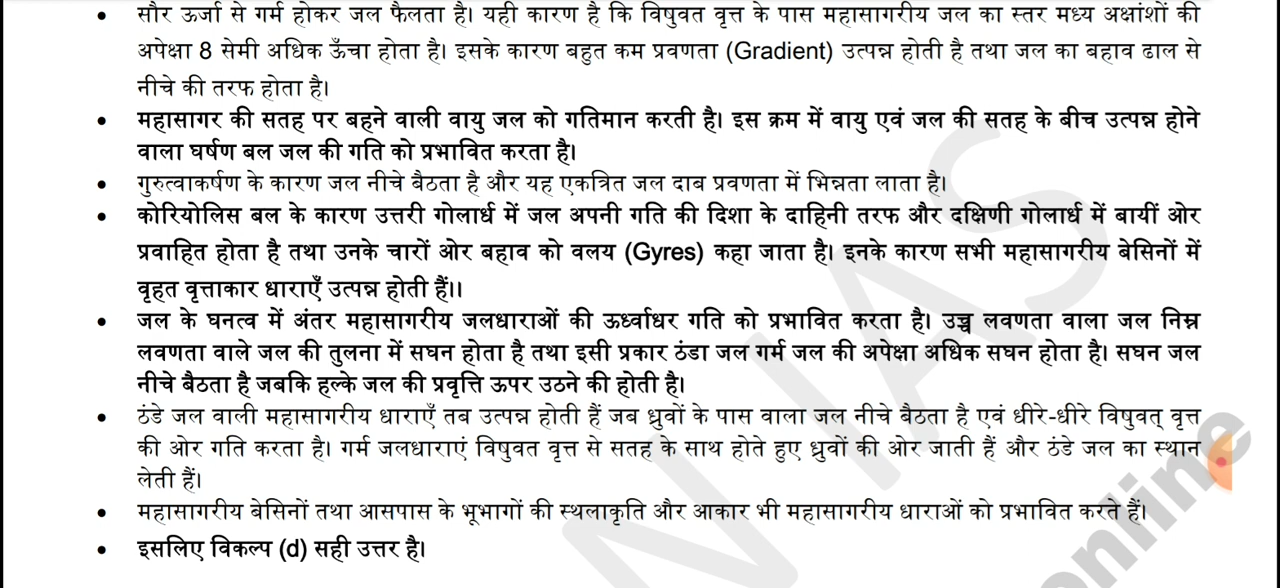 • सौर ऊर्जा से गर्म होकर जल फैलता है। यही कारण है कि विषुवत वृत्त के पास महासागरीय जल का स्तर मध्य अक्षांशों की
अपेक्षा 8 सेमी अधिक ऊँचा होता है। इसके कारण बहुत कम प्रवणता (Gradient) उत्पन्न होती है तथा जल का बहाव ढाल से
नीचे की तरफ होता है।
• महासागर की सतह पर बहने वाली वायु जल को गतिमान करती है। इस क्रम में वायु एवं जल की सतह के बीच उत्पन्न होने
वाला घर्षण बल जल की गति को प्रभावित करता है।
• गुरुत्वाकर्षण के कारण जल नीचे बैठता है और यह एकत्रित जल दाब प्रवणता में भिन्नता लाता है।
• कोरियोलिस बल के कारण उत्तरी गोलार्ध में जल अपनी गति की दिशा के दाहिनी तरफ और दक्षिणी गोलार्ध में बायीं ओर
प्रवाहित होता है तथा उनके चारों ओर बहाव को वलय (Gyres) कहा जाता है। इनके कारण सभी महासागरीय बेसिनों में
वृहत वृत्ताकार धाराएँ उत्पन्न होती हैं।।
• जल के घनत्व में अंतर महासागरीय जलधाराओं की ऊर्ध्वाधर गति को प्रभावित करता है। उच्च लवणता वाला जल निम्न
लवणता वाले जल की तुलना में सघन होता है तथा इसी प्रकार ठंडा जल गर्म जल की अपेक्षा अधिक सघन होता है। सघन जल
नीचे बैठता है जबकि हल्के जल की प्रवृत्ति ऊपर उठने की होती है।
• ठंडे जल वाली महासागरीय धाराएँ तब उत्पन्न होती हैं जब ध्रुवों के पास वाला जल नीचे बैठता है एवं धीरे-धीरे विषुवत् वृत्त
की ओर गति करता है। गर्म जलधाराएं विषुवत वृत्त से सतह के साथ होते हुए ध्रुवों की ओर जाती हैं और ठंडे जल का स्थान
लेती हैं।
• महासागरीय बेसिनों तथा आसपास के भूभागों की स्थलाकृति और आकार भी महासागरीय धाराओं को प्रभावित करते हैं।
• इसलिए विकल्प (d) सही उत्तर है।
N IAS
online